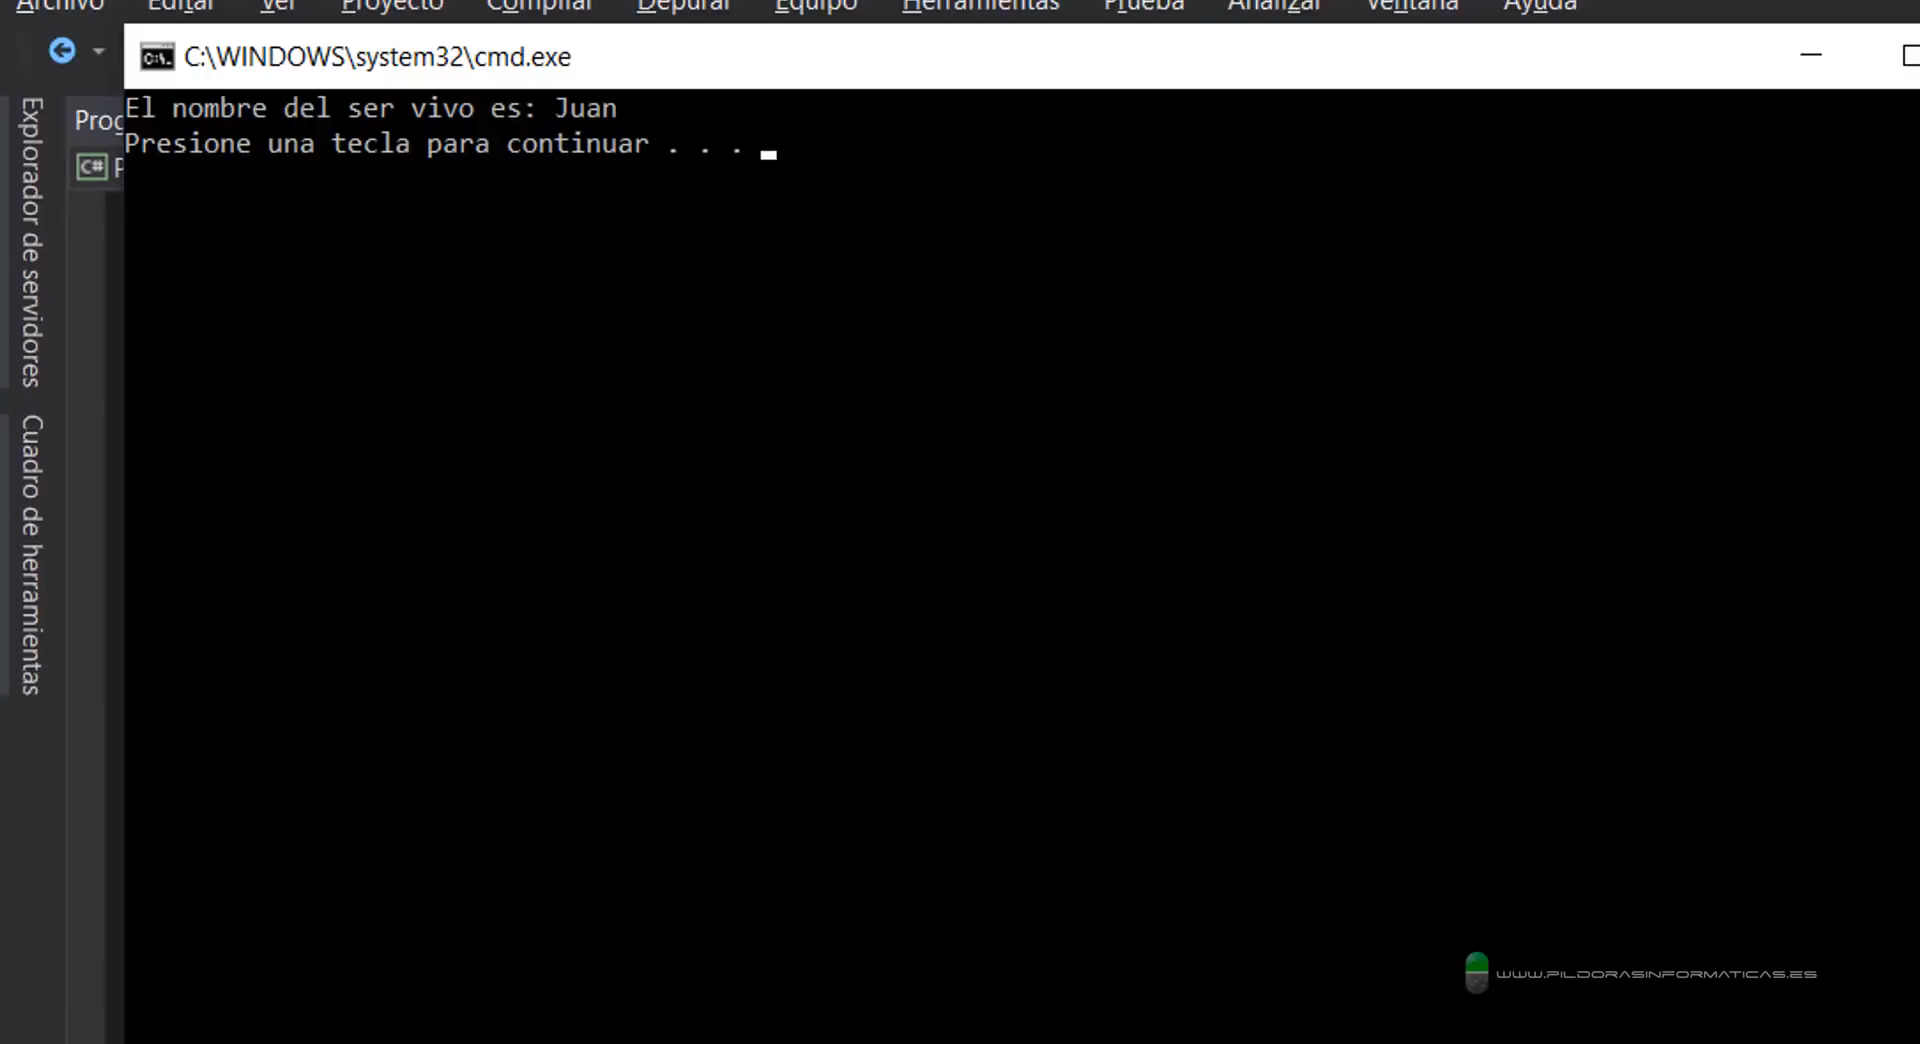 Archivo Editar Ver Proyecto Compilar Depurar Equipo Herramientas Prueba Analizar Ventana Ayuda
C:\WINDOWS\system32\cmd.exe
El nombre del ser vivo es: Juan
Presione una tecla para continuar . . .
Explorador de servidores
Cuadro de herramientas
C#
WWW.PILDORASINFORMATICAS.ES